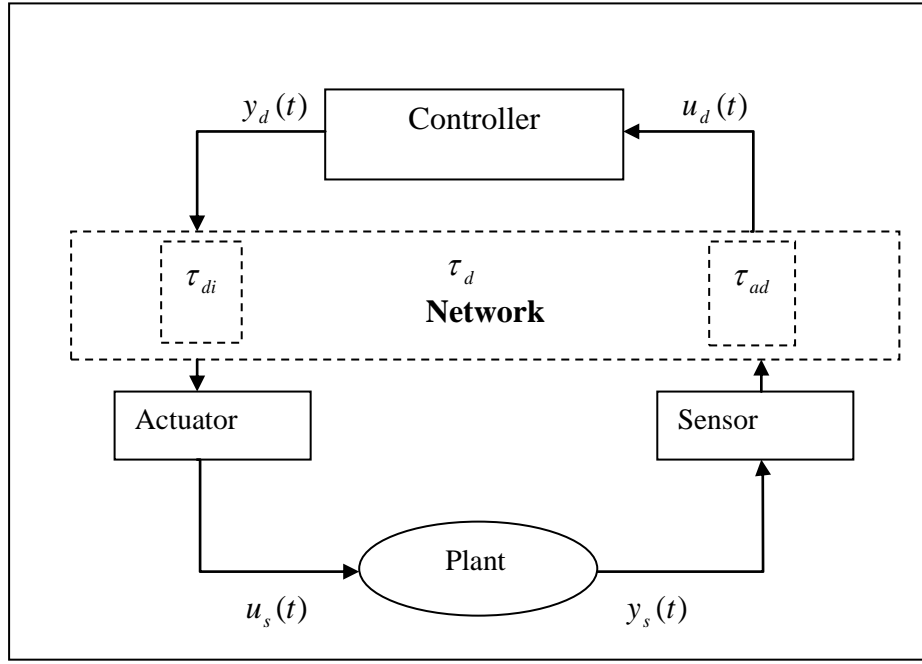 y_d(t)
Controller
u_d(t)
τ_di
τ_d
τ_ad
Network
Actuator
Sensor
Plant
u_s(t)
y_s(t)